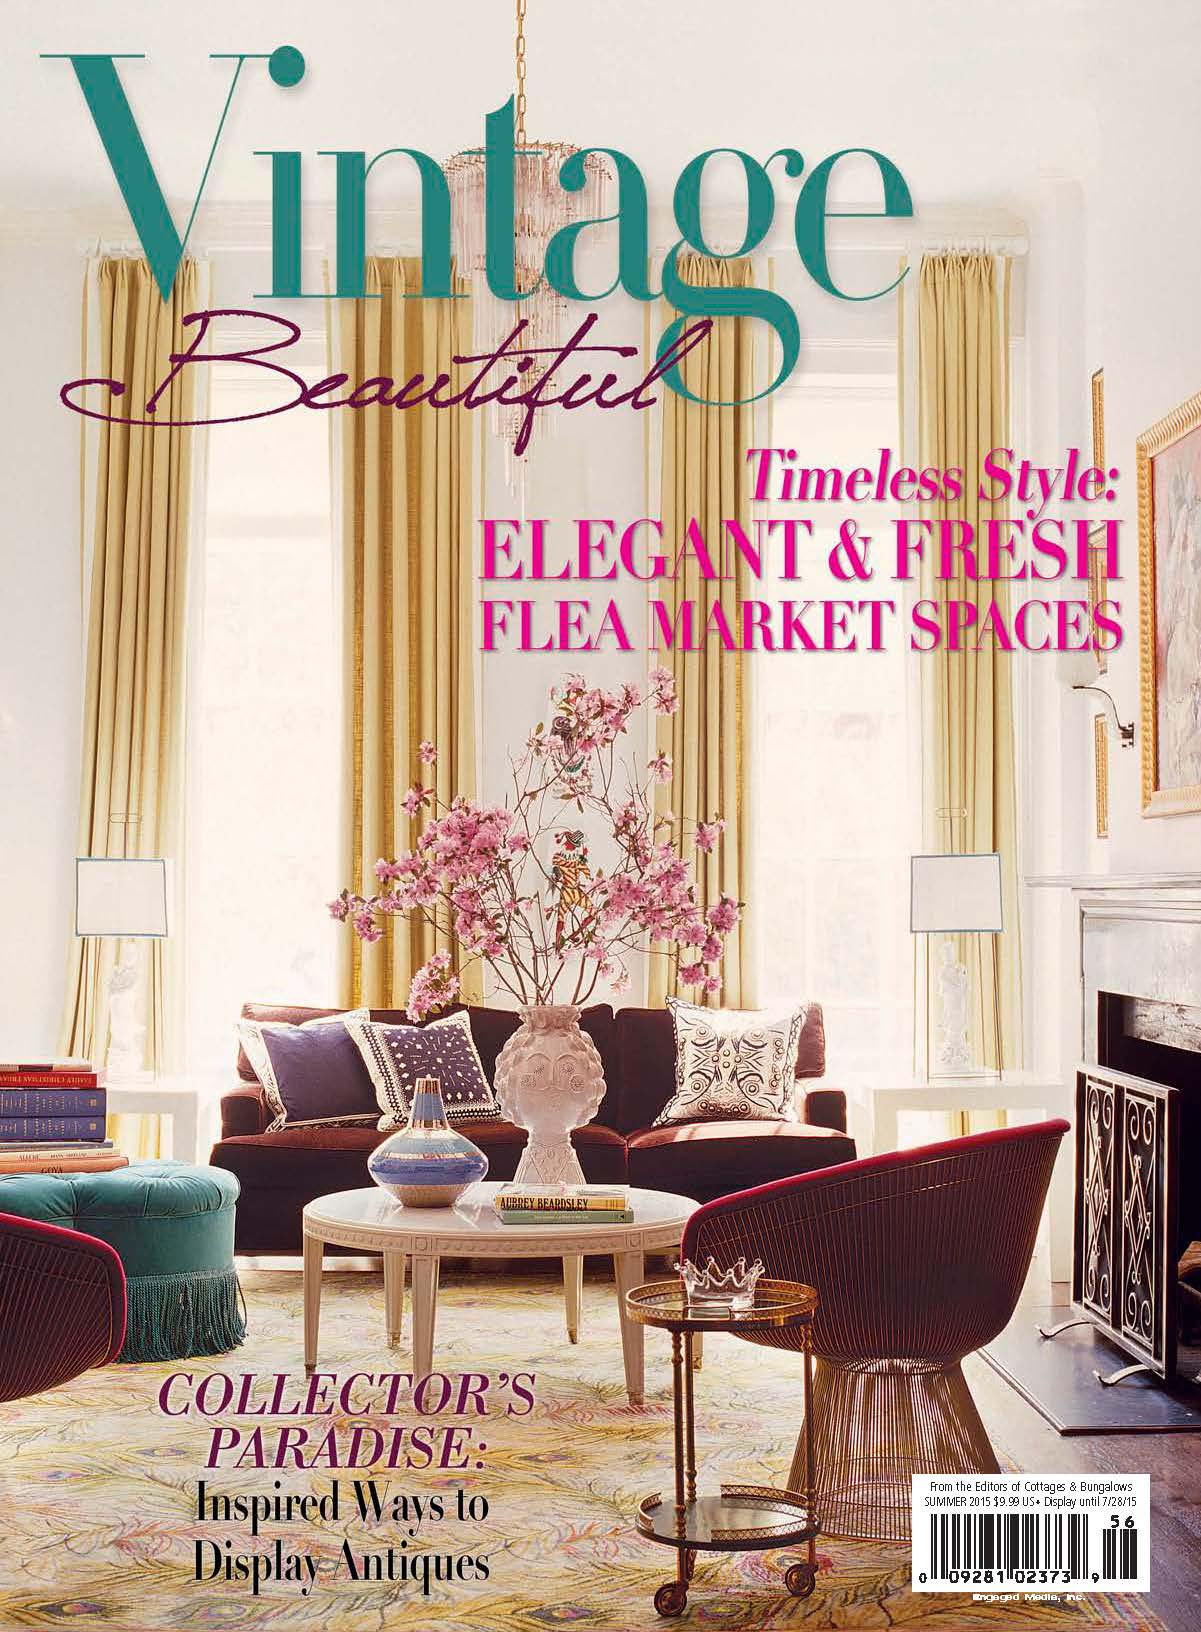 Vintage
Beautiful
Timeless Style:
ELEGANT & FRESH
FLEA MARKET SPACES
GOYA
AUBREY BEARDSLEY
COLLECTOR'S
PARADISE:
Inspired Ways to
Display Antiques
From the Editors of Cottages & Bungalows
SUMMER 2015 $9.99 US• Display until 7/28/15
56
0 09281 02373 9
Engaged Media, Inc.